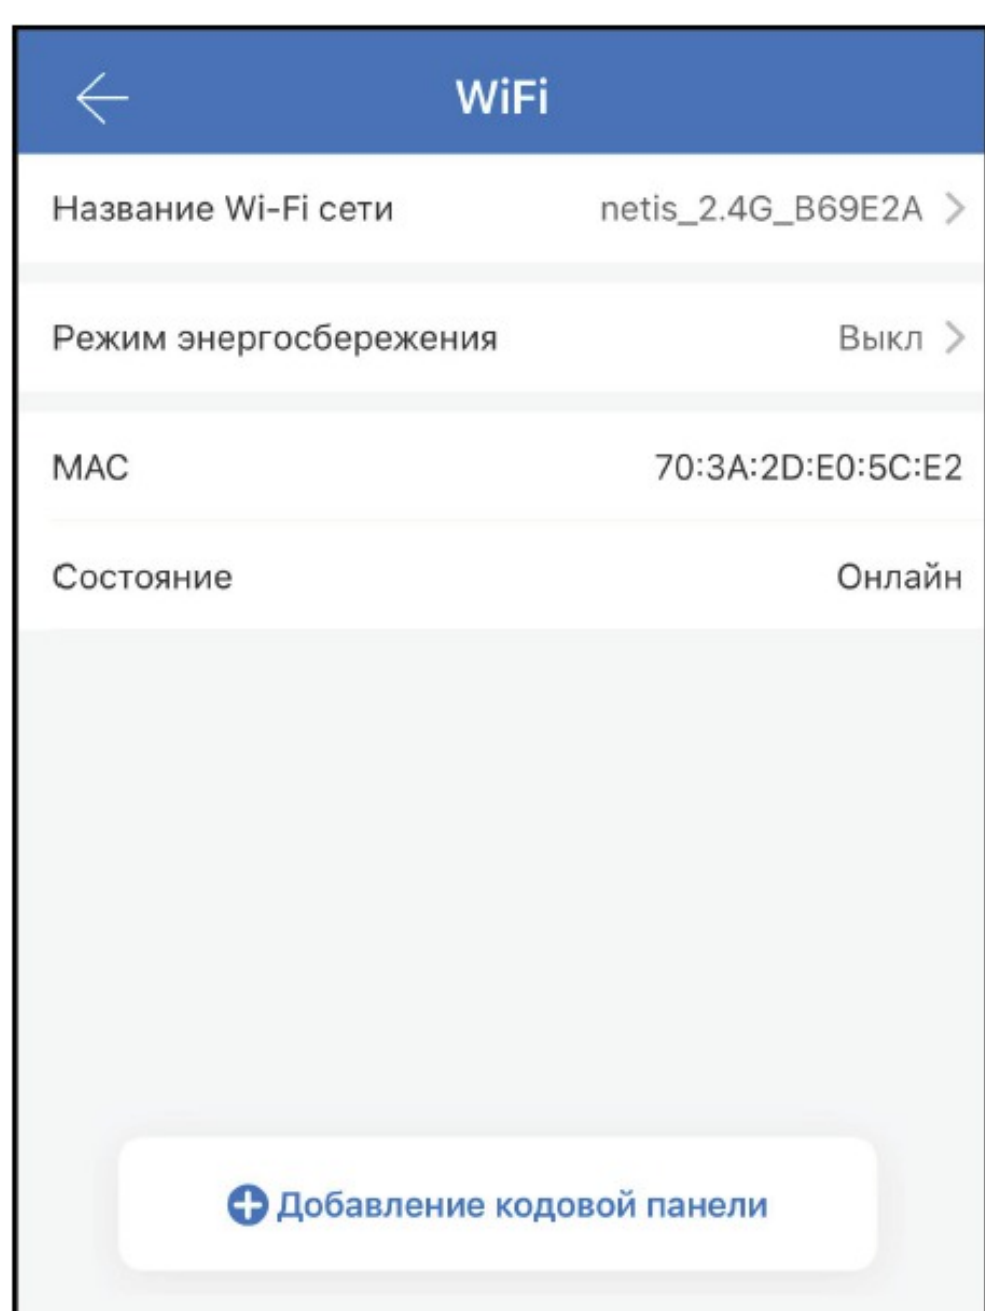 WiFi
Название Wi-Fi сети netis_2.4G_B69E2A
Режим энергосбережения Выкл
MAC 70:3A:2D:E0:5C:E2
Состояние Онлайн
Добавление кодовой панели